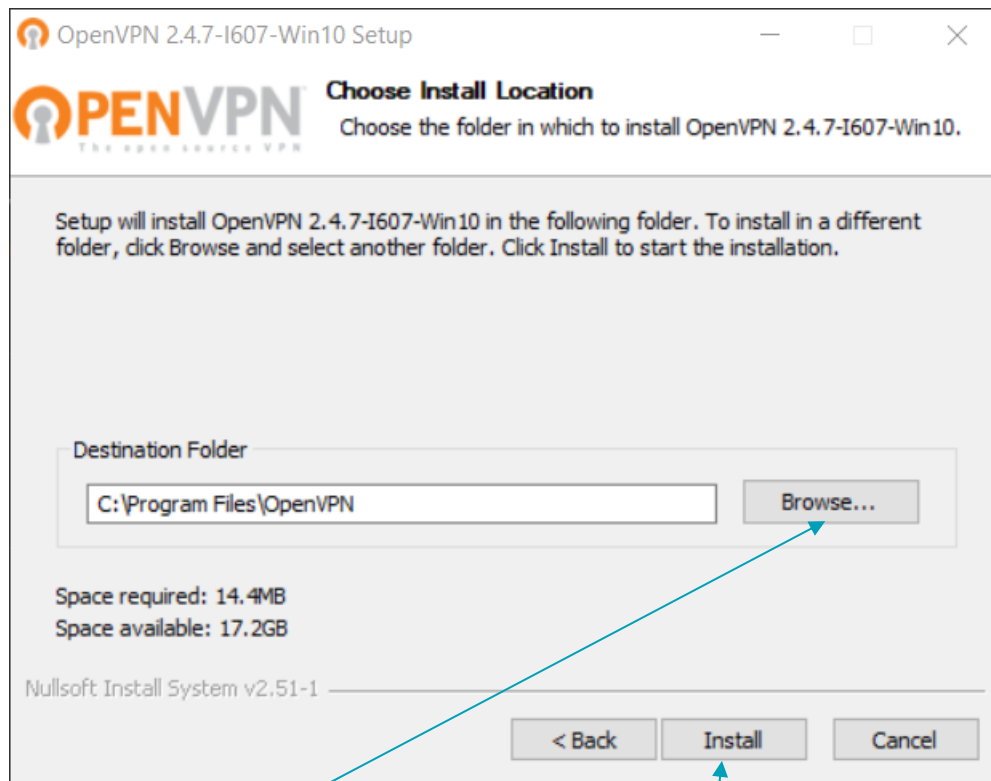 OpenVPN 2.4.7-I607-Win10 Setup
OPENVPN
The open source VPN
Choose Install Location
Choose the folder in which to install OpenVPN 2.4.7-I607-Win10.
Setup will install OpenVPN 2.4.7-I607-Win10 in the following folder. To install in a different
folder, click Browse and select another folder. Click Install to start the installation.
Destination Folder
C:\Program Files\OpenVPN
Browse...
Space required: 14.4MB
Space available: 17.2GB
Nullsoft Install System v2.51-1
< Back
Install
Cancel